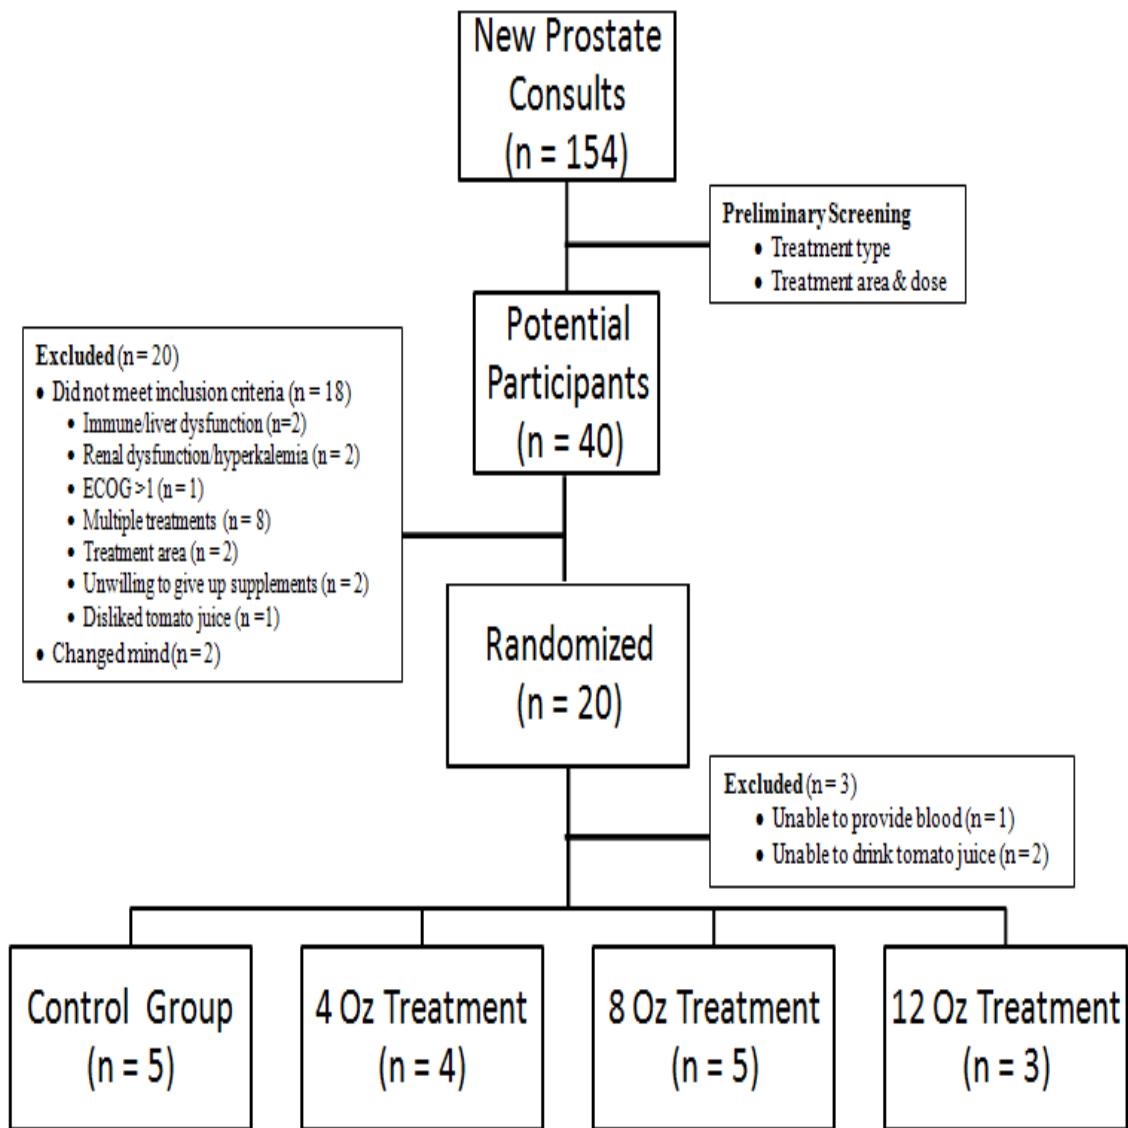 New Prostate
Consults
(n = 154)
Preliminary Screening
• Treatment type
• Treatment area & dose
Potential
Participants
(n = 40)
Excluded (n = 20)
• Did not meet inclusion criteria (n = 18)
• Immune/liver dysfunction (n=2)
• Renal dysfunction/hyperkalemia (n = 2)
• ECOG >1 (n = 1)
• Multiple treatments (n = 8)
• Treatment area (n = 2)
• Unwilling to give up supplements (n = 2)
• Disliked tomato juice (n =1)
• Changed mind (n = 2)
Randomized
(n = 20)
Excluded (n = 3)
• Unable to provide blood (n = 1)
• Unable to drink tomato juice (n = 2)
Control Group
(n = 5)
4 Oz Treatment
(n = 4)
8 Oz Treatment
(n = 5)
12 Oz Treatment
(n = 3)